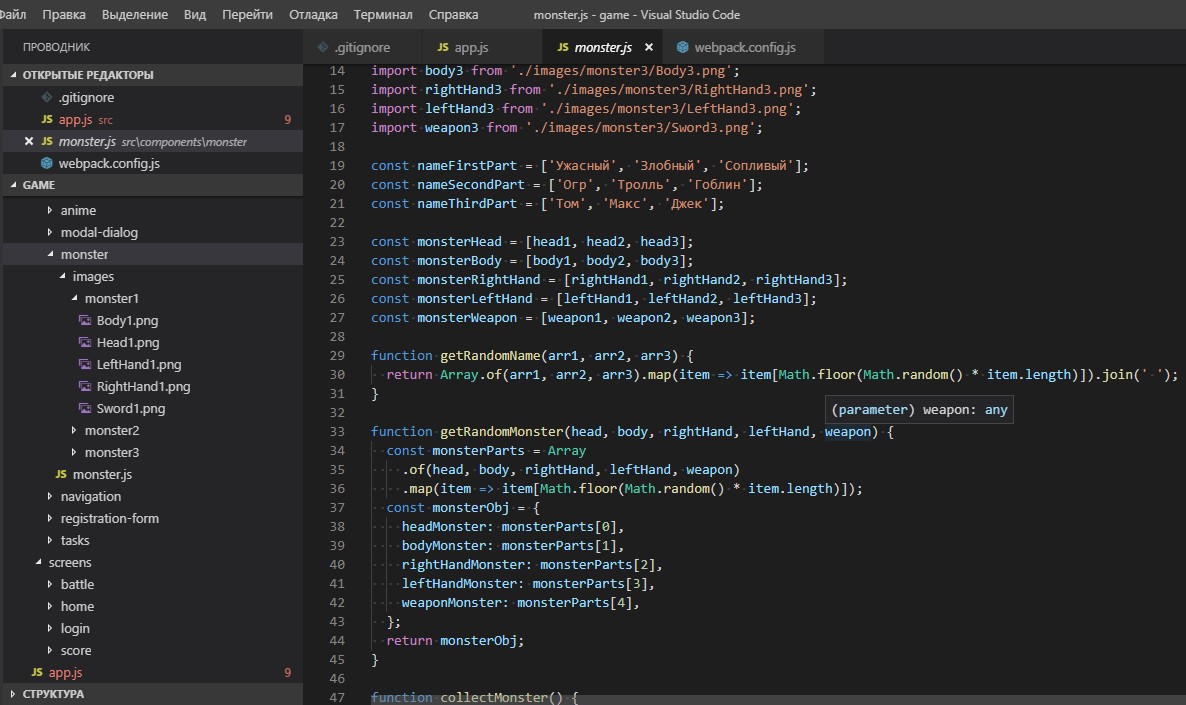 Файл Правка Выделение Вид Перейти Отладка Терминал Справка monster.js - game - Visual Studio Code
ПРОВОДНИК
ОТКРЫТЫЕ РЕДАКТОРЫ
.gitignore
JS app.js src 9
× JS monster.js src\components\monster
webpack.config.js
GAME
anime
modal-dialog
monster
images
monster1
Body1.png
Head1.png
LeftHand1.png
RightHand1.png
Sword1.png
monster2
monster3
JS monster.js
navigation
registration-form
tasks
screens
battle
home
login
score
JS app.js 9
СТРУКТУРА
.gitignore JS app.js JS monster.js × webpack.config.js
14 import body3 from './images/monster3/Body3.png';
15 import rightHand3 from './images/monster3/RightHand3.png';
16 import leftHand3 from './images/monster3/LeftHand3.png';
17 import weapon3 from './images/monster3/Sword3.png';
18
19 const nameFirstPart = ['Ужасный', 'Злобный', 'Сопливый'];
20 const nameSecondPart = ['Огр', 'Тролль', 'Гоблин'];
21 const nameThirdPart = ['Том', 'Макс', 'Джек'];
22
23 const monsterHead = [head1, head2, head3];
24 const monsterBody = [body1, body2, body3];
25 const monsterRightHand = [rightHand1, rightHand2, rightHand3];
26 const monsterLeftHand = [leftHand1, leftHand2, leftHand3];
27 const monsterWeapon = [weapon1, weapon2, weapon3];
28
29 function getRandomName(arr1, arr2, arr3) {
30   return Array.of(arr1, arr2, arr3).map(item => item[Math.floor(Math.random() * item.length)]).join(' ');
31 }
32
(parameter) weapon: any
33 function getRandomMonster(head, body, rightHand, leftHand, weapon) {
34   const monsterParts = Array
35     .of(head, body, rightHand, leftHand, weapon)
36     .map(item => item[Math.floor(Math.random() * item.length)]);
37   const monsterObj = {
38     headMonster: monsterParts[0],
39     bodyMonster: monsterParts[1],
40     rightHandMonster: monsterParts[2],
41     leftHandMonster: monsterParts[3],
42     weaponMonster: monsterParts[4],
43   };
44   return monsterObj;
45 }
46
47 function collectMonster() {